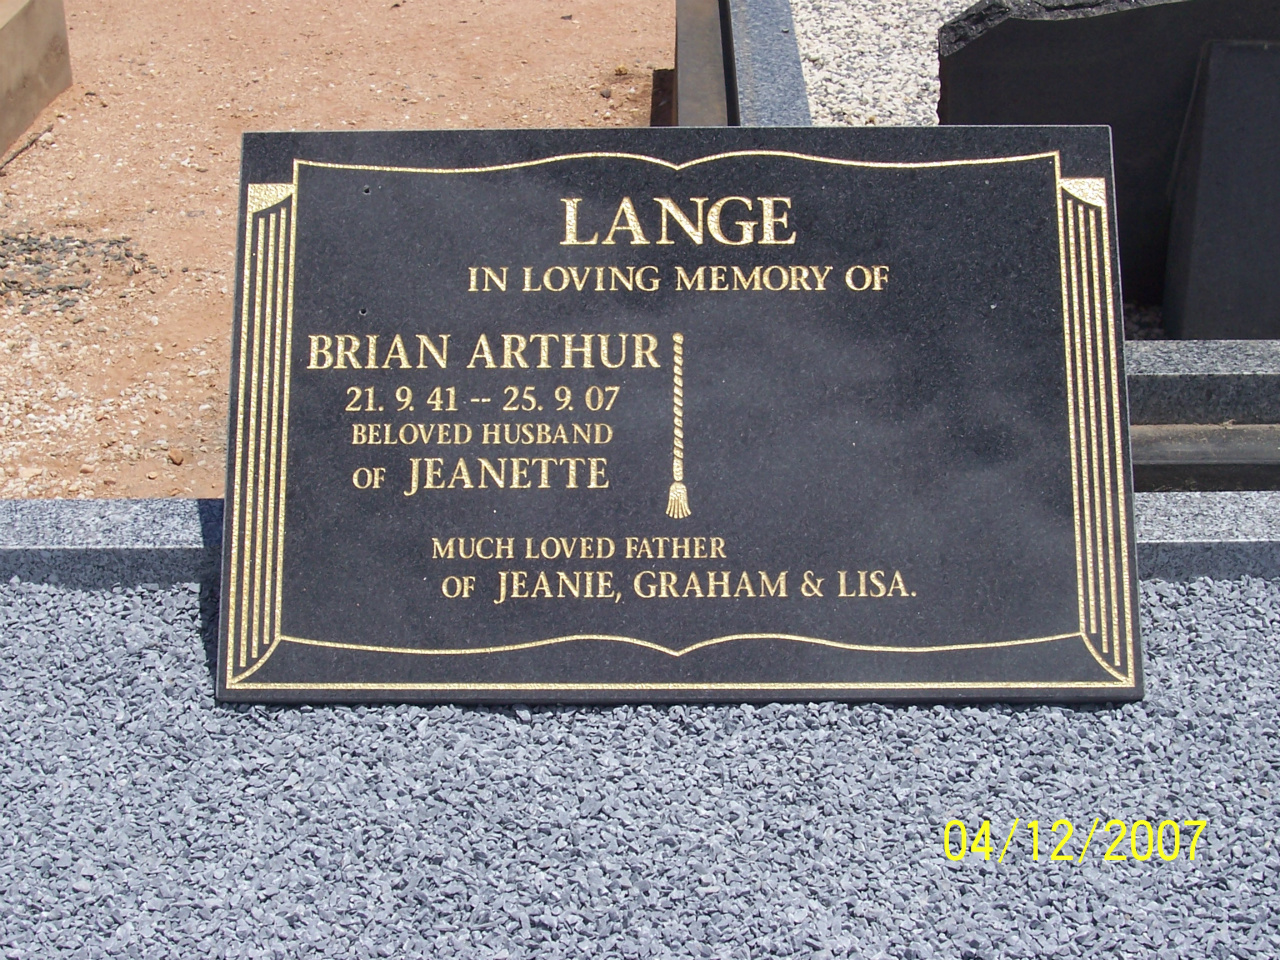 LANGE
IN LOVING MEMORY OF
BRIAN ARTHUR
21. 9. 41 -- 25. 9. 07
BELOVED HUSBAND
OF JEANETTE
MUCH LOVED FATHER
OF JEANIE, GRAHAM & LISA.
04/12/2007